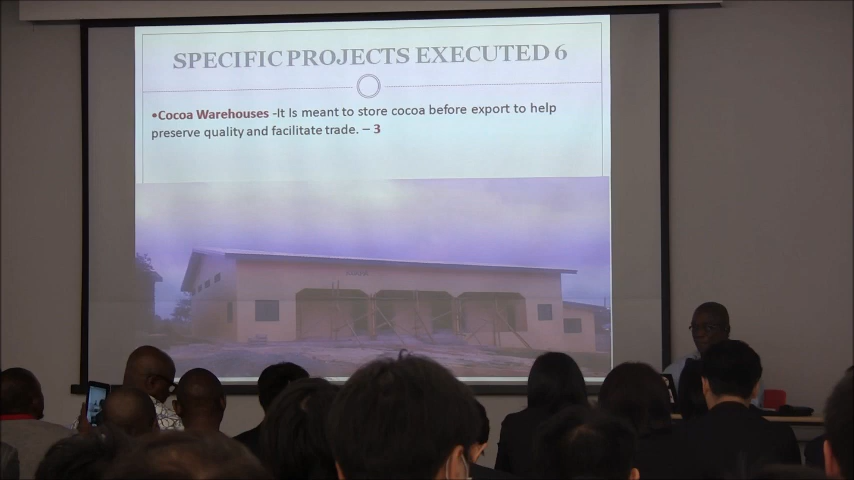 SPECIFIC PROJECTS EXECUTED 6
•Cocoa Warehouses -It Is meant to store cocoa before export to help
preserve quality and facilitate trade. – 3